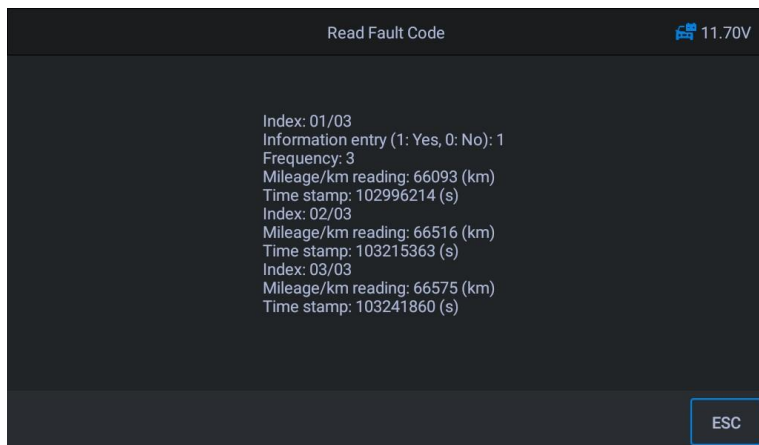 Read Fault Code
11.70V
Index: 01/03
Information entry (1: Yes, 0: No): 1
Frequency: 3
Mileage/km reading: 66093 (km)
Time stamp: 102996214 (s)
Index: 02/03
Mileage/km reading: 66516 (km)
Time stamp: 103215363 (s)
Index: 03/03
Mileage/km reading: 66575 (km)
Time stamp: 103241860 (s)
ESC